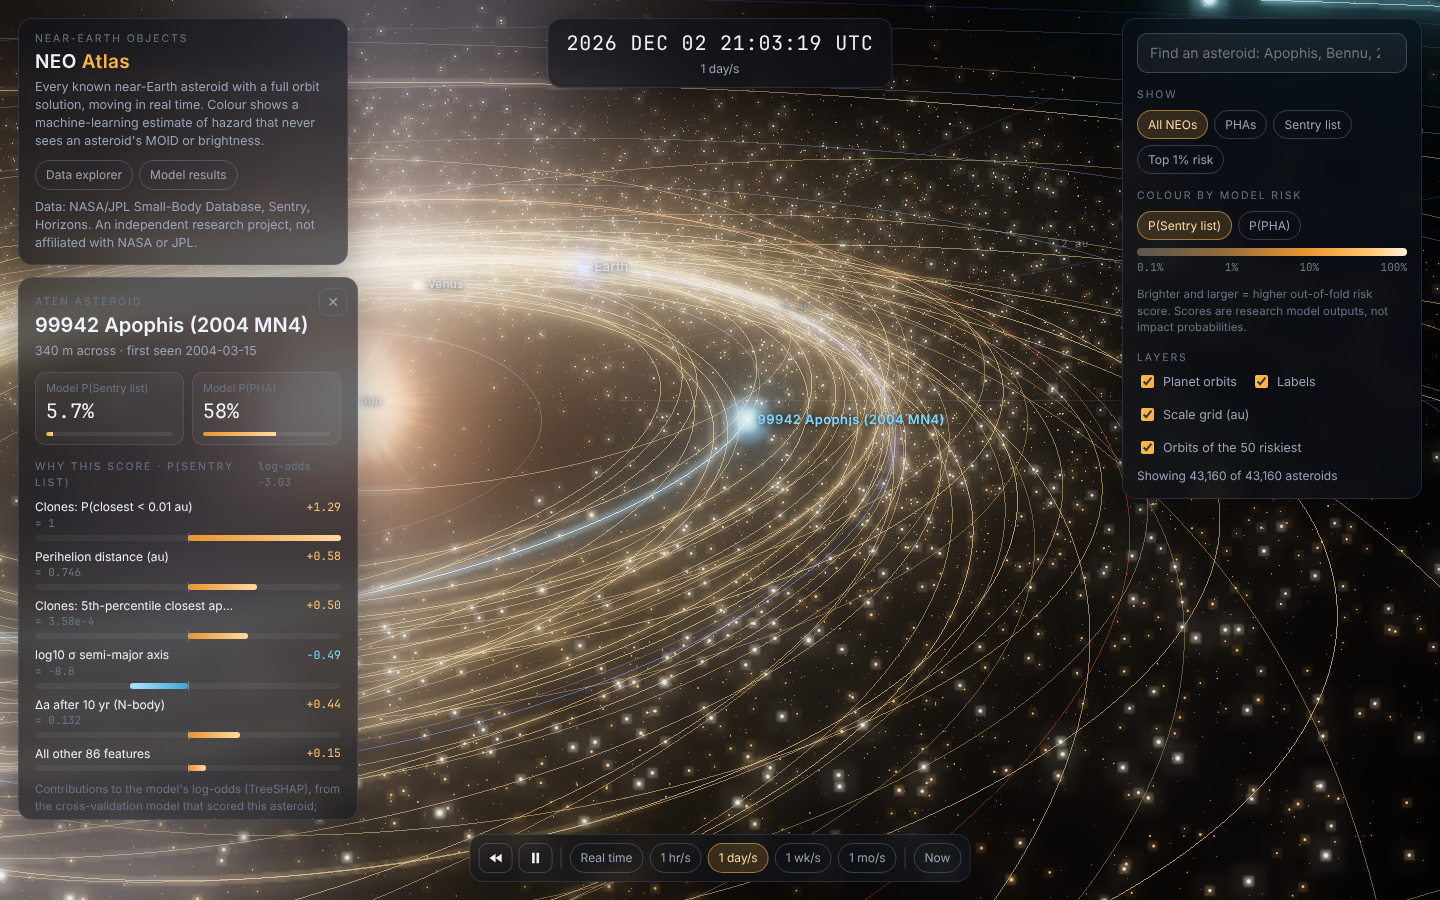 NEAR-EARTH OBJECTS
NEO Atlas
Every known near-Earth asteroid with a full orbit
solution, moving in real time. Colour shows a
machine-learning estimate of hazard that never
sees an asteroid's MOID or brightness.
Data explorer
Model results
Data: NASA/JPL Small-Body Database, Sentry,
Horizons. An independent research project, not
affiliated with NASA or JPL.
ATEN ASTEROID
99942 Apophis (2004 MN4)
340 m across · first seen 2004-03-15
Model P(Sentry list)
5.7%
Model P(PHA)
58%
WHY THIS SCORE · P(SENTRY
LIST)
log-odds
-3.03
Clones: P(closest < 0.01 au)
+1.29
= 1
Perihelion distance (au)
+0.58
= 0.746
Clones: 5th-percentile closest ap…
+0.50
= 3.58e-4
log10 σ semi-major axis
-0.49
= -8.8
Δa after 10 yr (N-body)
+0.44
= 0.132
All other 86 features
+0.15
Contributions to the model's log-odds (TreeSHAP), from
the cross-validation model that scored this asteroid;
2026 DEC 02 21:03:19 UTC
1 day/s
Earth
Venus
Sun
99942 Apophis (2004 MN4)
2 au
Find an asteroid: Apophis, Bennu,
SHOW
All NEOs
PHAs
Sentry list
Top 1% risk
COLOUR BY MODEL RISK
P(Sentry list)
P(PHA)
0.1%
1%
10%
100%
Brighter and larger = higher out-of-fold risk
score. Scores are research model outputs, not
impact probabilities.
LAYERS
Planet orbits
Labels
Scale grid (au)
Orbits of the 50 riskiest
Showing 43,160 of 43,160 asteroids
Real time
1 hr/s
1 day/s
1 wk/s
1 mo/s
Now